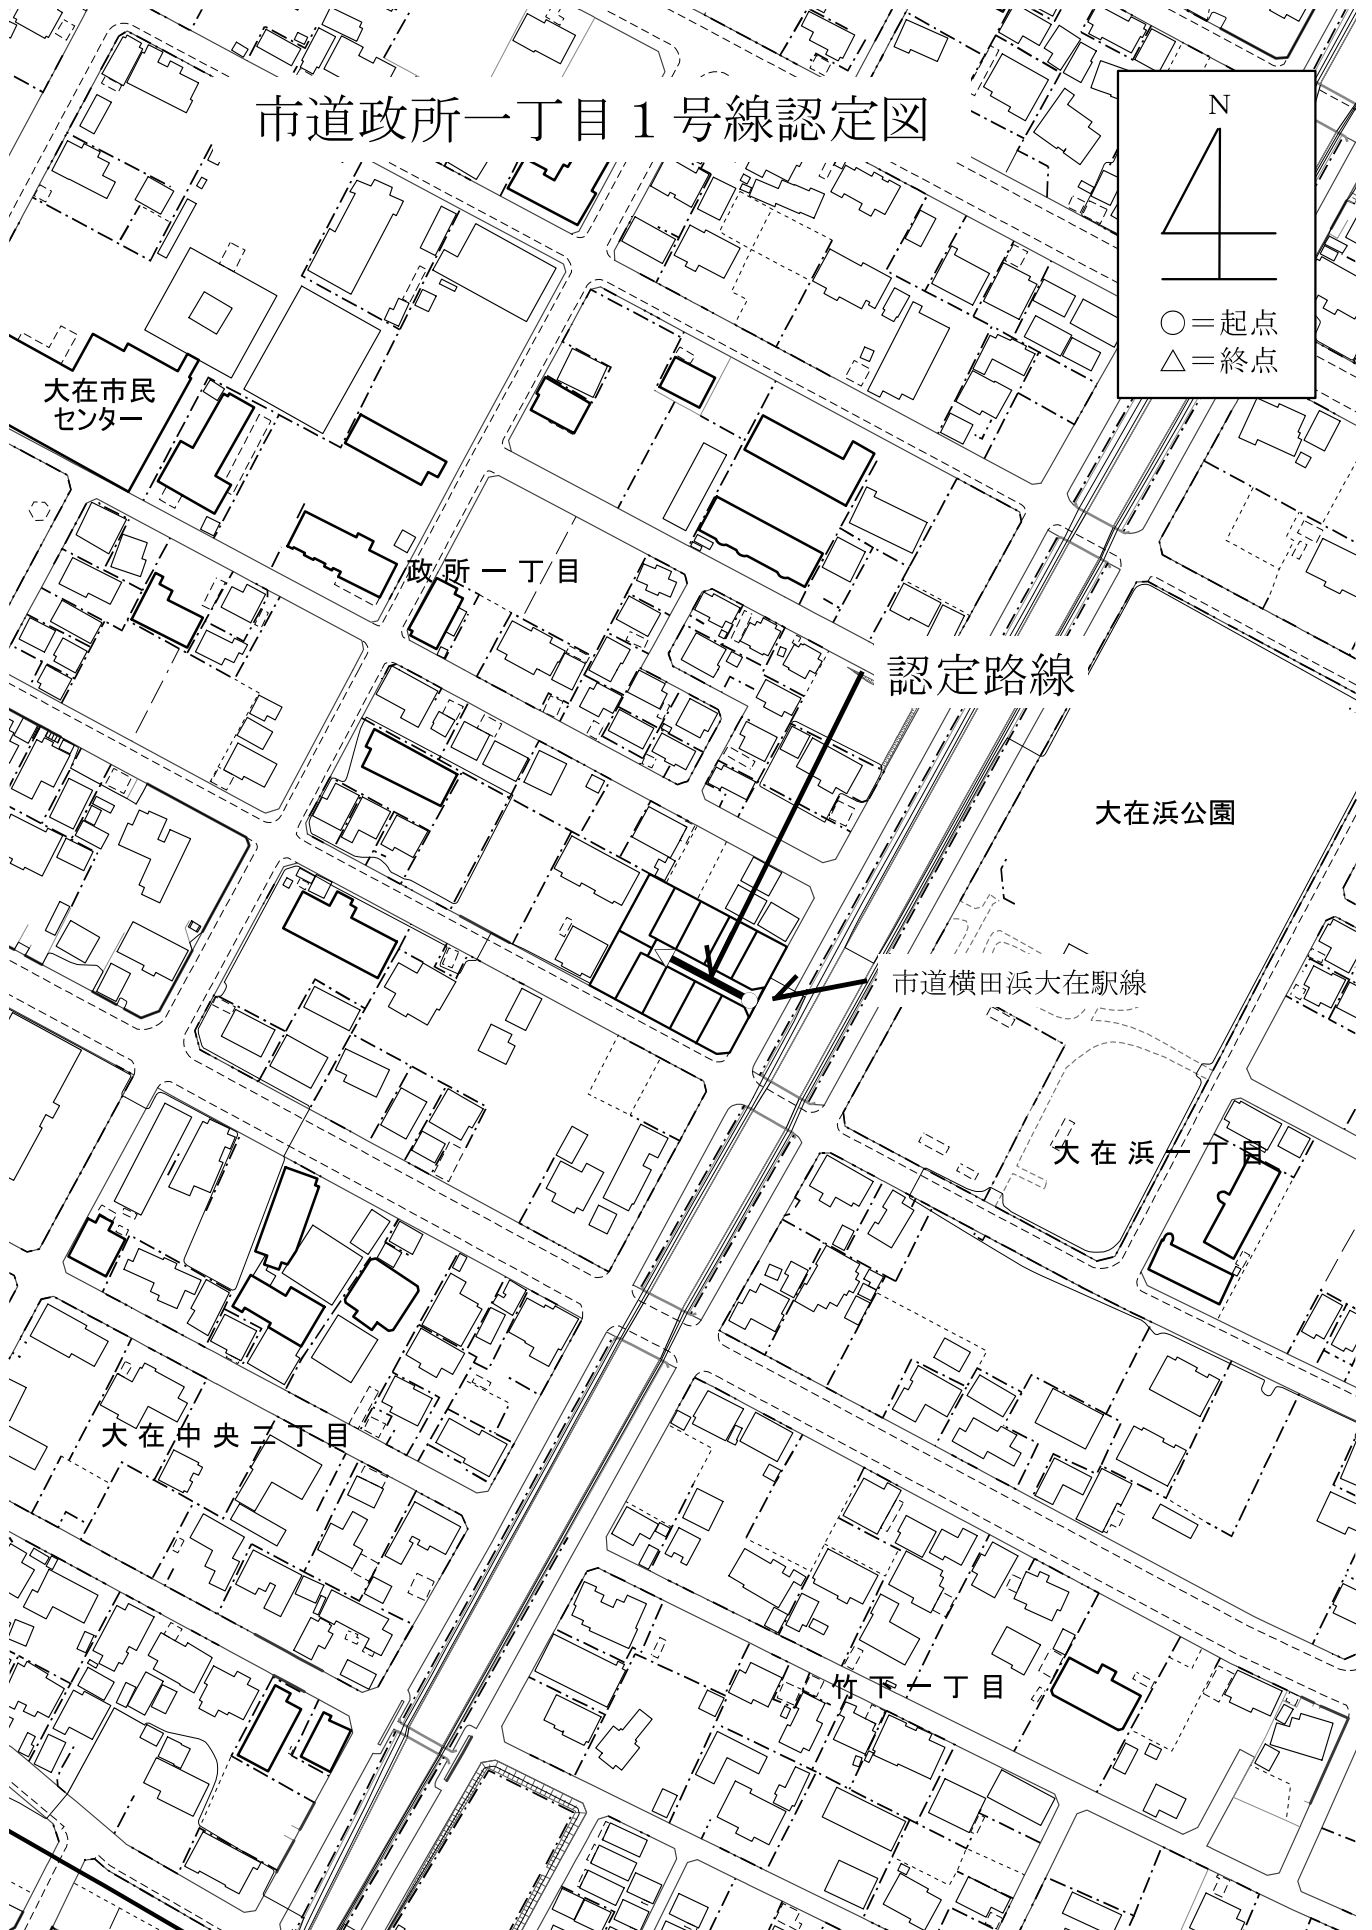 市道政所一丁目１号線認定図
N
○＝起点
△＝終点
大在市民
センター
政所一丁目
認定路線
大在浜公園
市道横田浜大在駅線
大在浜一丁目
大在中央二丁目
竹下一丁目